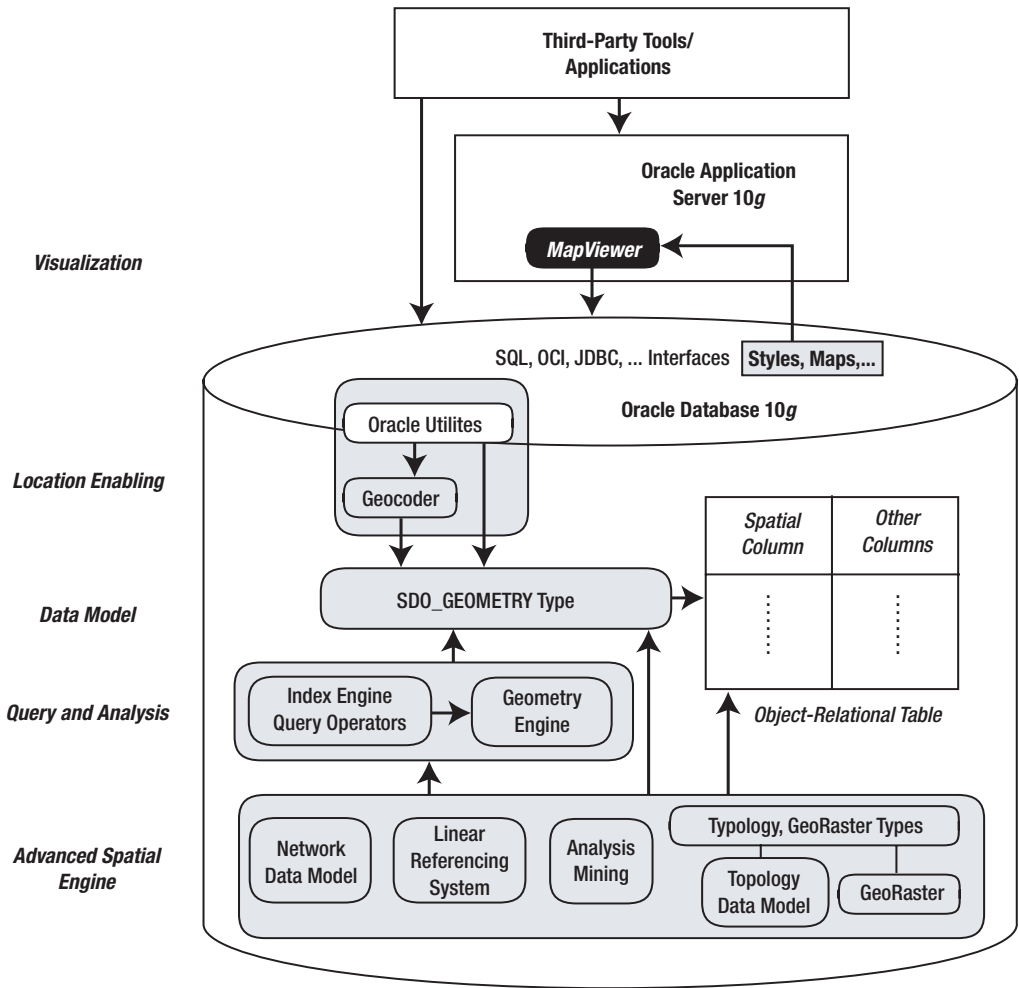 Third-Party Tools/
Applications
Oracle Application
Server 10g
MapViewer
Visualization
SQL, OCI, JDBC, ... Interfaces
Styles, Maps,...
Oracle Database 10g
Oracle Utilites
Location Enabling
Geocoder
Spatial
Column
Other
Columns
SDO_GEOMETRY Type
Data Model
Index Engine
Query Operators
Geometry
Engine
Query and Analysis
Object-Relational Table
Advanced Spatial
Engine
Network
Data Model
Linear
Referencing
System
Analysis
Mining
Typology, GeoRaster Types
Topology
Data Model
GeoRaster